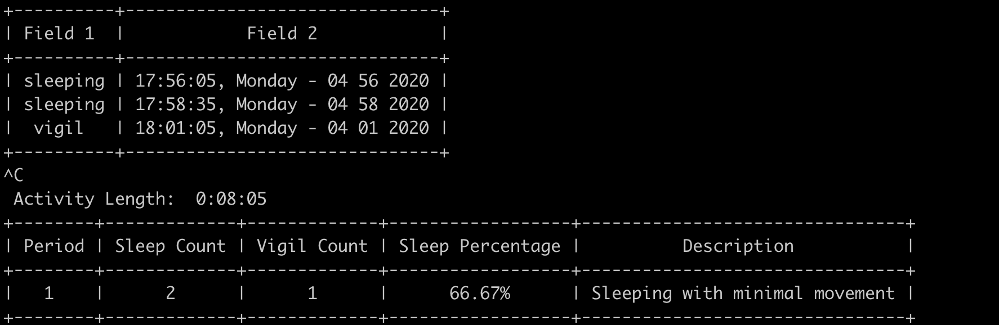 +----------+-------------------------------+
| Field 1  |            Field 2            |
+----------+-------------------------------+
| sleeping | 17:56:05, Monday - 04 56 2020 |
| sleeping | 17:58:35, Monday - 04 58 2020 |
|  vigil   | 18:01:05, Monday - 04 01 2020 |
+----------+-------------------------------+
^C
 Activity Length:  0:08:05
+--------+-------------+-------------+------------------+--------------------------------+
| Period | Sleep Count | Vigil Count | Sleep Percentage |          Description           |
+--------+-------------+-------------+------------------+--------------------------------+
|   1    |      2      |      1      |      66.67%      | Sleeping with minimal movement |
+--------+-------------+-------------+------------------+--------------------------------+